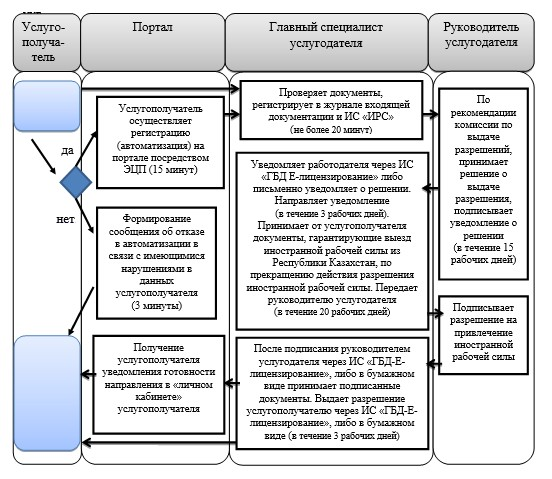 Услуго-
получа-
тель
Портал
Главный специалист
услугодателя
Руководитель
услугодателя
да
нет
Услугополучатель
осуществляет
регистрацию
(автоматизация) на
портале посредством
ЭЦП (15 минут)
Формирование
сообщения об отказе
в автоматизации в
связи с имеющимися
нарушениями в
данных
услугополучателя
(3 минуты)
Получение
услугополучателя
уведомления готовности
направления в «личном
кабинете»
услугополучателя
Проверяет документы,
регистрирует в журнале входящей
документации и ИС «ИРС»
(не более 20 минут)
Уведомляет работодателя через ИС
«ГБД Е-лицензирование» либо
письменно уведомляет о решении.
Направляет уведомление
(в течение 3 рабочих дней).
Принимает от услугополучателя
документы, гарантирующие выезд
иностранной рабочей силы из
Республики Казахстан, по
прекращению действия разрешения
иностранной рабочей силы. Передает
руководителю услугодателя
(в течение 20 рабочих дней)
После подписания руководителем
услугодателя через ИС «ГБД-Е-
лицензирование», либо в бумажном
виде принимает подписанные
документы. Выдает разрешение
услугополучателю через ИС «ГБД-Е-
лицензирование», либо в бумажном
виде (в течение 3 рабочих дней)
По
рекомендации
комиссии по
выдаче
разрешений,
принимает
решение о
выдаче
разрешения,
подписывает
уведомление о
решении
(в течение 15
рабочих дней)
Подписывает
разрешение на
привлечение
иностранной
рабочей силы